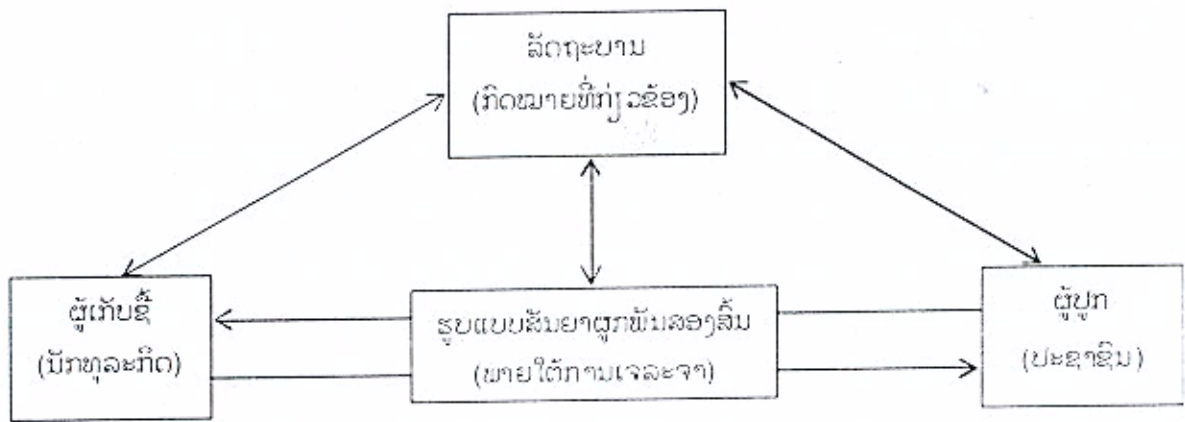 ລັດຖະບານ
(ກົດໝາຍທີ່ກ່ຽວຂ້ອງ)
ຜູ້ເກັບຊື້
(ນັກທຸລະກິດ)
ຮູບແບບສັນຍາຜູກພັນສອງສົ້ນ
(ພາຍໃຕ້ການເຈລະຈາ)
ຜູ້ປູກ
(ປະຊາຊົນ)